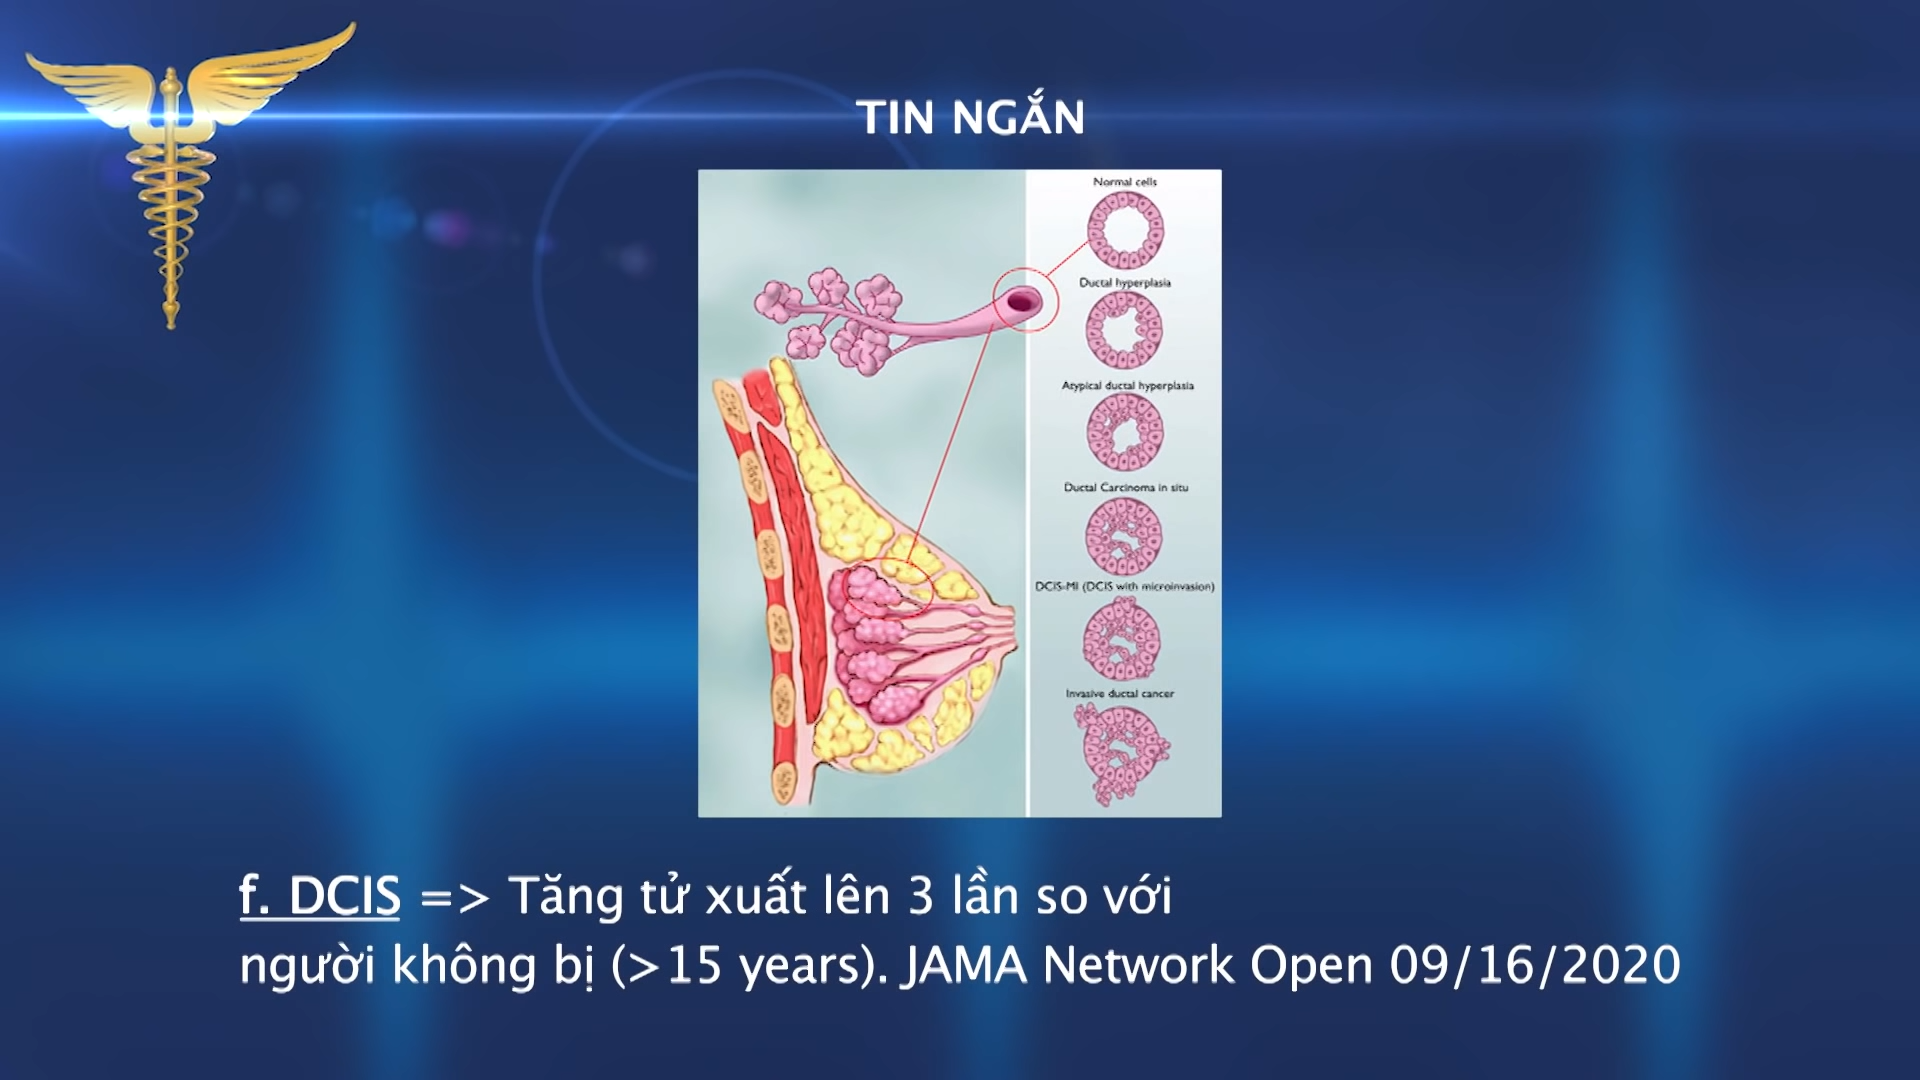 TIN NGẮN
Normal cells
Ductal hyperplasia
Atypical ductal hyperplasia
Ductal Carcinoma in situ
DCIS-MI (DCIS with microinvasion)
Invasive ductal cancer
f. DCIS => Tăng tử xuất lên 3 lần so với
người không bị (>15 years). JAMA Network Open 09/16/2020